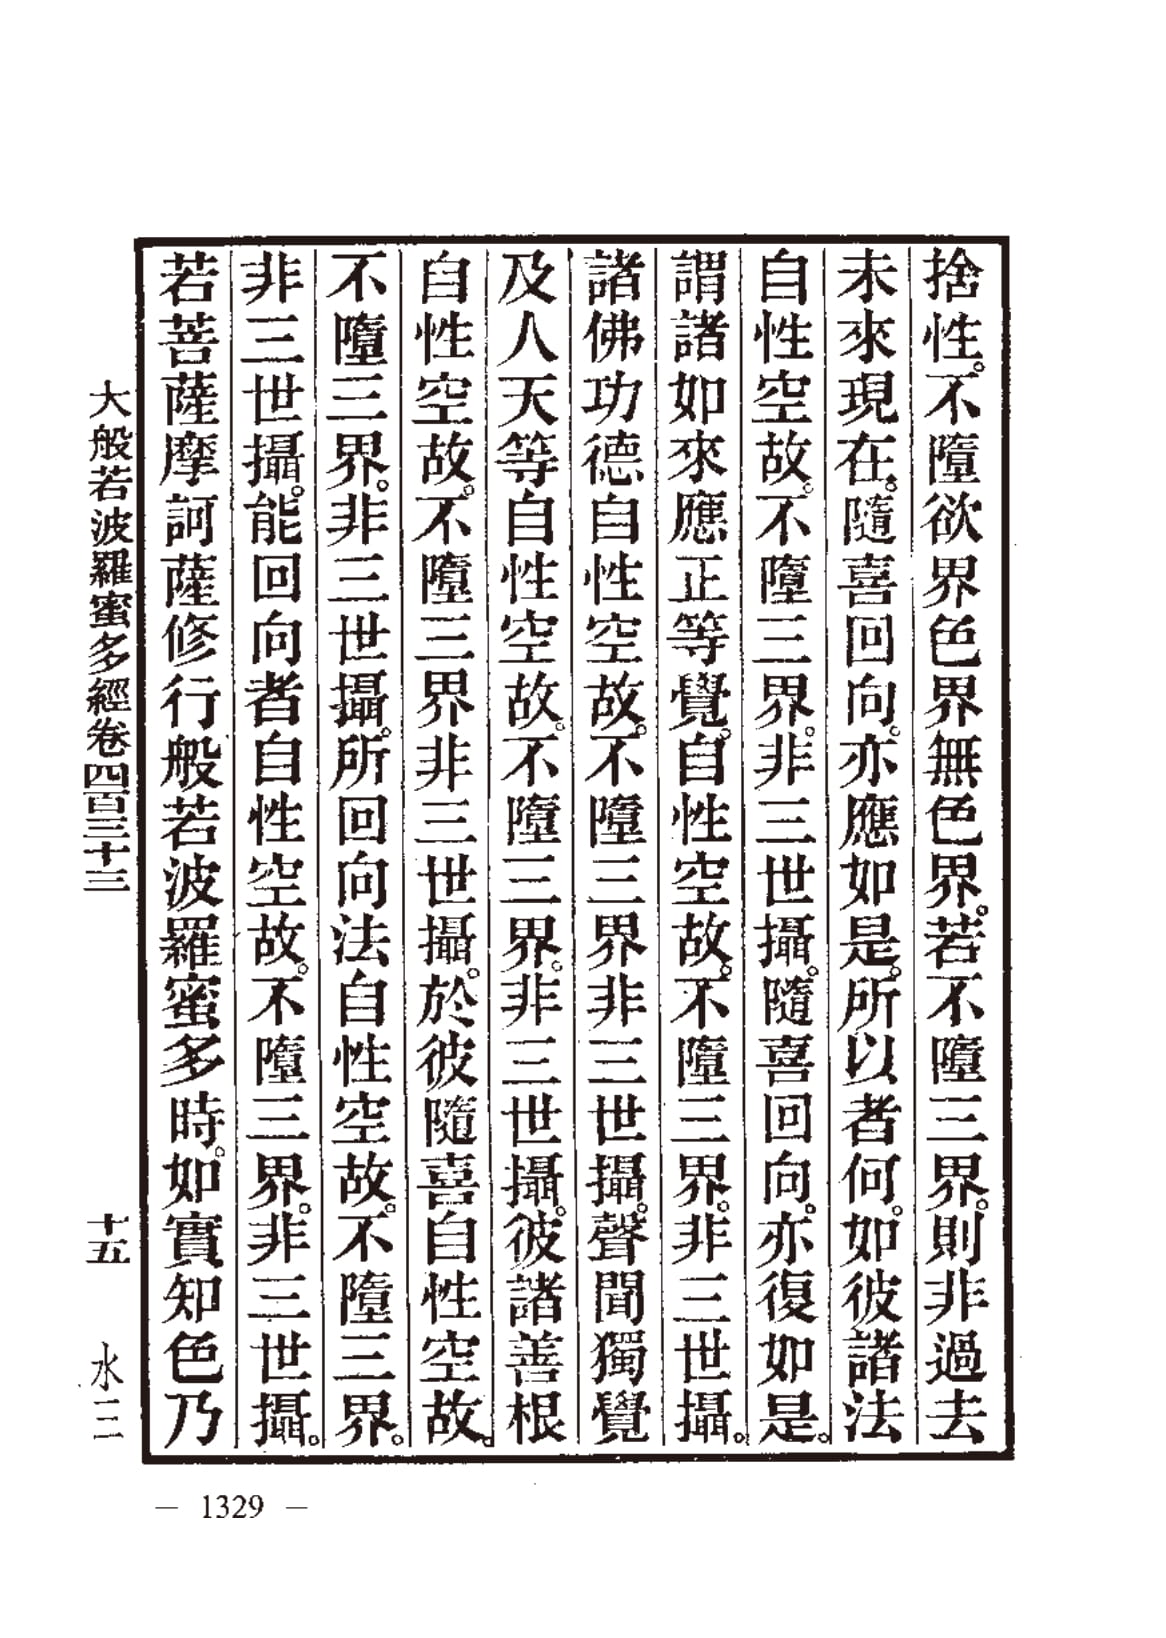 捨性。不墮欲界色界無色界。若不墮三界。則非過去
未來現在。隨喜回向。亦應如是。所以者何。如彼諸法
自性空故。不墮三界。非三世攝。隨喜回向。亦復如是。
謂諸如來應正等覺。自性空故。不墮三界。非三世攝。
諸佛功德自性空故。不墮三界非三世攝。聲聞獨覺
及人天等自性空故。不墮三界。非三世攝。彼諸善根
自性空故。不墮三界非三世攝。於彼隨喜自性空故。
不墮三界。非三世攝。所回向法自性空故。不墮三界。
非三世攝。能回向者自性空故。不墮三界。非三世攝。
若菩薩摩訶薩修行般若波羅蜜多時。如實知色乃
大般若波羅蜜多經卷四百三十三 十五 水三
— 1329 —